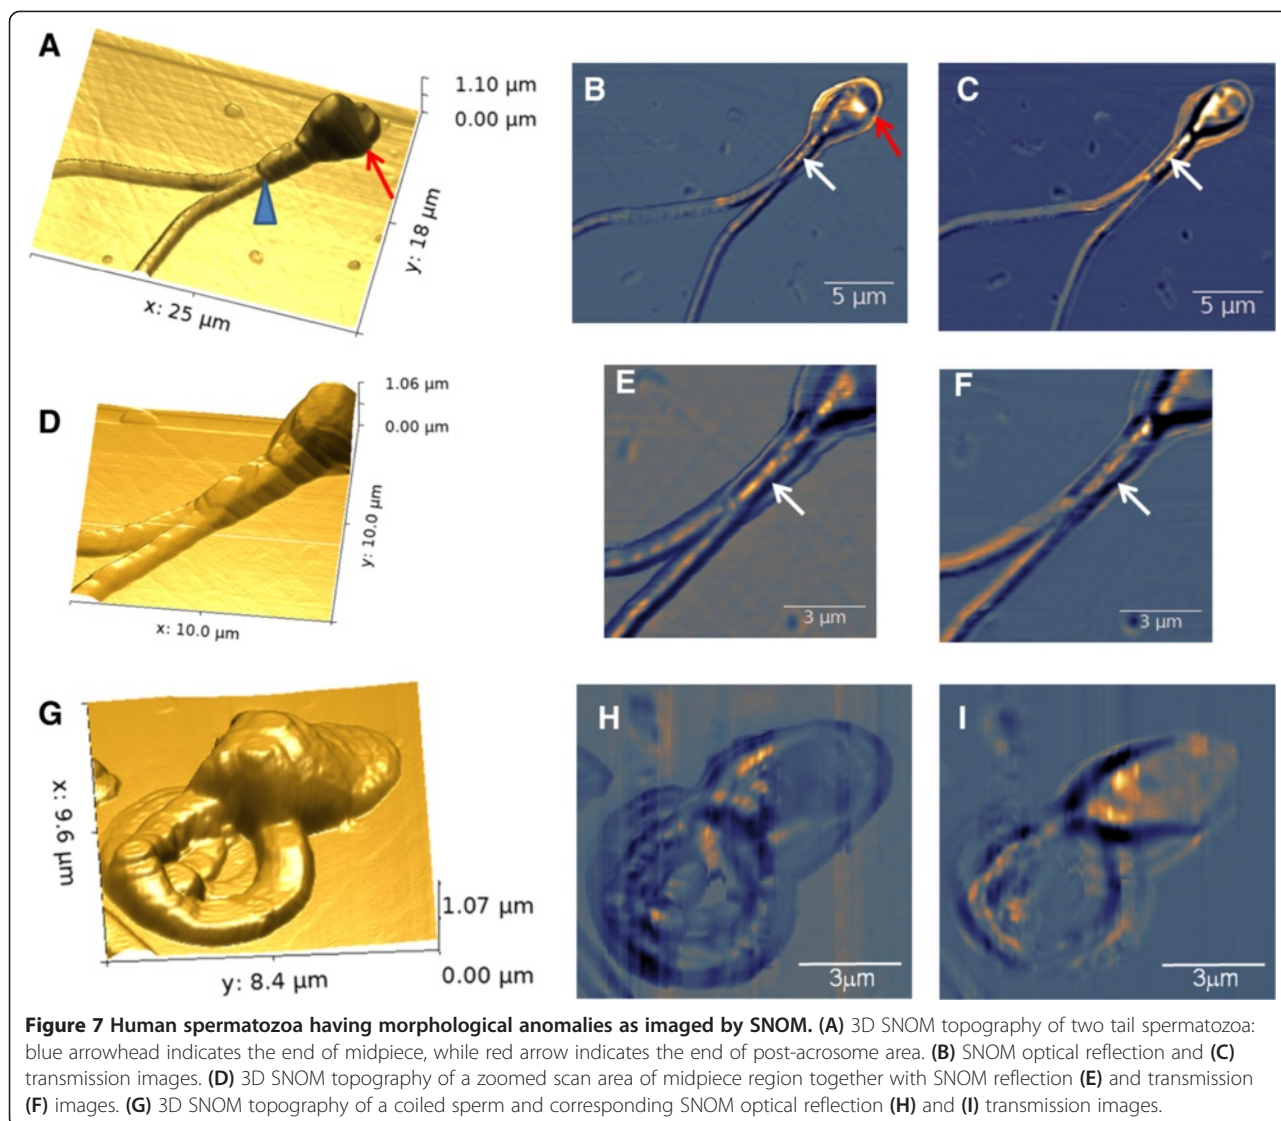 A
1.10 µm
0.00 µm
y: 18 µm
x: 25 µm
B
5 µm
C
5 µm
D
1.06 µm
0.00 µm
y: 10.0 µm
x: 10.0 µm
E
3 µm
F
3 µm
G
x: 9.6 µm
y: 8.4 µm
1.07 µm
0.00 µm
H
3µm
I
3µm
Figure 7 Human spermatozoa having morphological anomalies as imaged by SNOM. (A) 3D SNOM topography of two tail spermatozoa:
blue arrowhead indicates the end of midpiece, while red arrow indicates the end of post-acrosome area. (B) SNOM optical reflection and (C)
transmission images. (D) 3D SNOM topography of a zoomed scan area of midpiece region together with SNOM reflection (E) and transmission
(F) images. (G) 3D SNOM topography of a coiled sperm and corresponding SNOM optical reflection (H) and (I) transmission images.